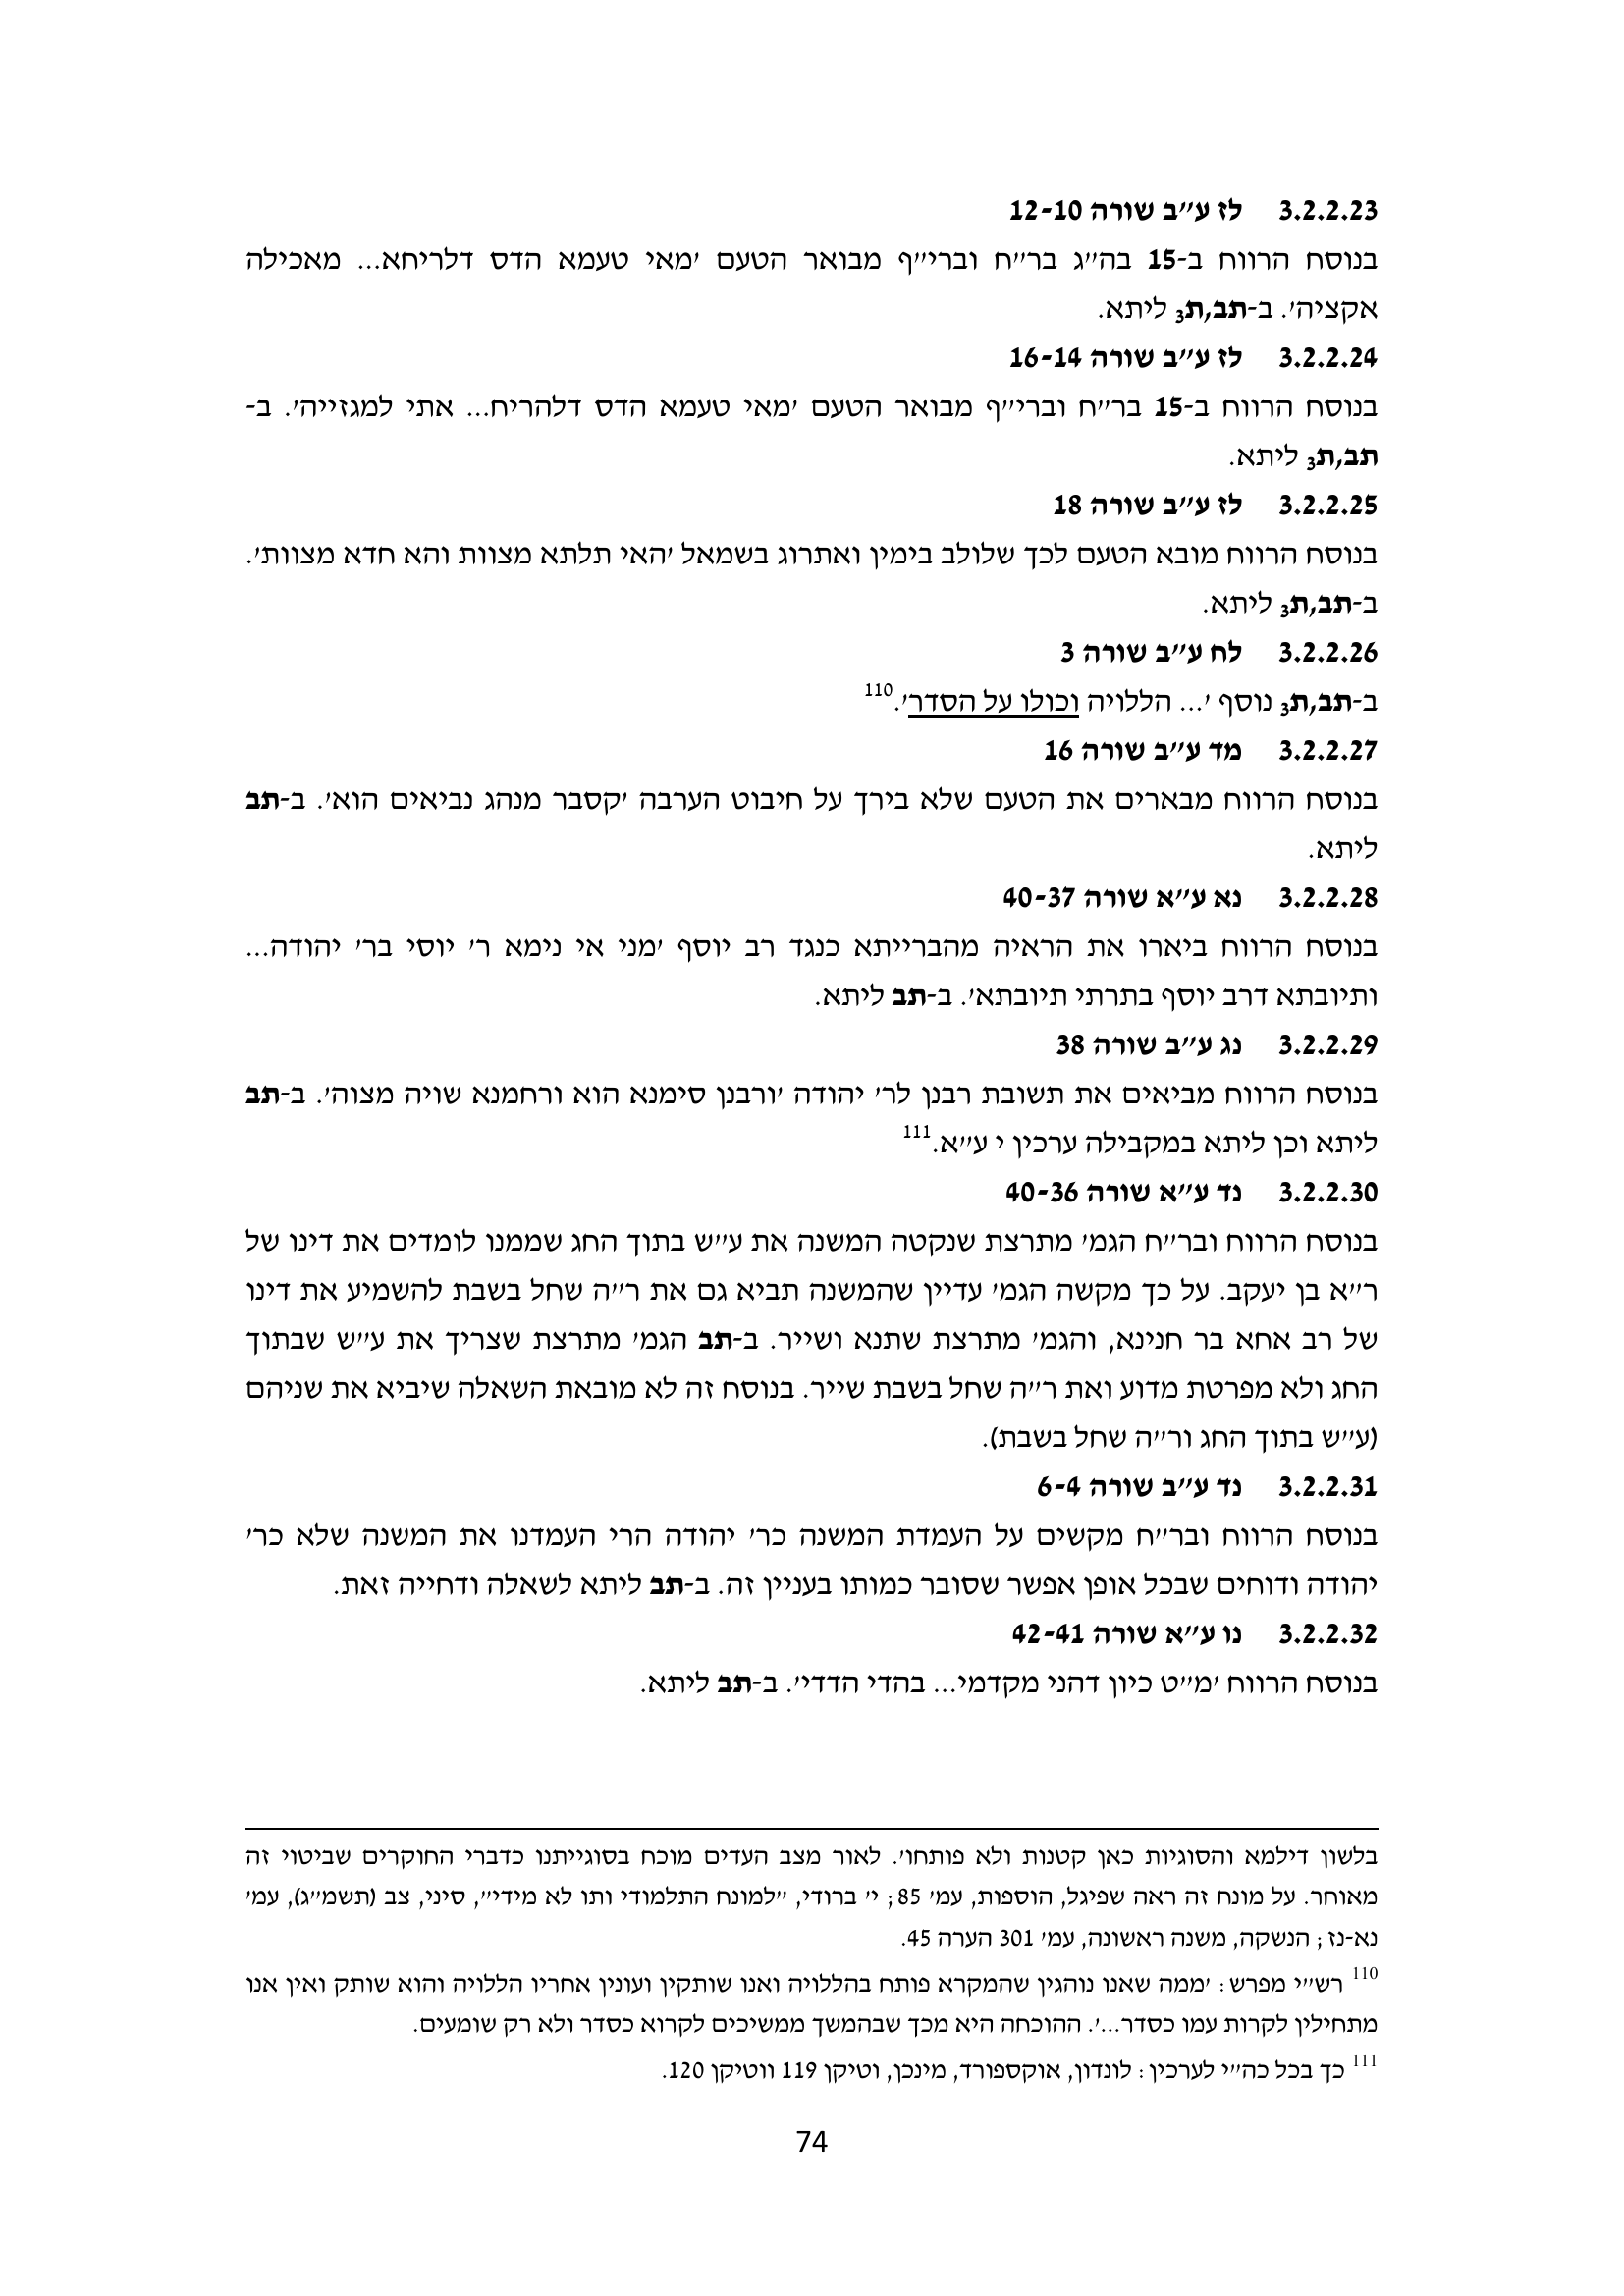 3.2.2.23 לז ע"ב שורה 12-10
בנוסח הרווח ב-15 בה"ג בר"ח וברי"ף מבואר הטעם 'מאי טעמא הדס דלריחא... מאכילה
אקציה'. ב-תב,ת3 ליתא.
3.2.2.24 לז ע"ב שורה 16-14
בנוסח הרווח ב-15 בר"ח וברי"ף מבואר הטעם 'מאי טעמא הדס דלהריח... אתי למגזייה'. ב-
תב,ת3 ליתא.
3.2.2.25 לז ע"ב שורה 18
בנוסח הרווח מובא הטעם לכך שלולב בימין ואתרוג בשמאל 'האי תלתא מצוות והא חדא מצוות'.
ב-תב,ת3 ליתא.
3.2.2.26 לח ע"ב שורה 3
ב-תב,ת3 נוסף '... הללויה וכולו על הסדר'.110
3.2.2.27 מד ע"ב שורה 16
בנוסח הרווח מבארים את הטעם שלא בירך על חיבוט הערבה 'קסבר מנהג נביאים הוא'. ב-תב
ליתא.
3.2.2.28 נא ע"א שורה 40-37
בנוסח הרווח ביארו את הראיה מהברייתא כנגד רב יוסף 'מני אי נימא ר' יוסי בר' יהודה...
ותיובתא דרב יוסף בתרתי תיובתא'. ב-תב ליתא.
3.2.2.29 נג ע"ב שורה 38
בנוסח הרווח מביאים את תשובת רבנן לר' יהודה 'ורבנן סימנא הוא ורחמנא שויה מצוה'. ב-תב
ליתא וכן ליתא במקבילה ערכין י ע"א.111
3.2.2.30 נד ע"א שורה 40-36
בנוסח הרווח ובר"ח הגמ' מתרצת שנקטה המשנה את ע"ש בתוך החג שממנו לומדים את דינו של
ר"א בן יעקב. על כך מקשה הגמ' עדיין שהמשנה תביא גם את ר"ה שחל בשבת להשמיע את דינו
של רב אחא בר חנינא, והגמ' מתרצת שתנא ושייר. ב-תב הגמ' מתרצת שצריך את ע"ש שבתוך
החג ולא מפרטת מדוע ואת ר"ה שחל בשבת שייר. בנוסח זה לא מובאת השאלה שיביא את שניהם
(ע"ש בתוך החג ור"ה שחל בשבת).
3.2.2.31 נד ע"ב שורה 6-4
בנוסח הרווח ובר"ח מקשים על העמדת המשנה כר' יהודה הרי העמדנו את המשנה שלא כר'
יהודה ודוחים שבכל אופן אפשר שסובר כמותו בעניין זה. ב-תב ליתא לשאלה ודחייה זאת.
3.2.2.32 נו ע"א שורה 42-41
בנוסח הרווח 'מ"ט כיון דהני מקדמי... בהדי הדדי'. ב-תב ליתא.
בלשון דילמא והסוגיות כאן קטנות ולא פותחו'. לאור מצב העדים מוכח בסוגייתנו כדברי החוקרים שביטוי זה
מאוחר. על מונח זה ראה שפיגל, הוספות, עמ' 85; י' ברודי, "למונח התלמודי ותו לא מידי", סיני, צב (תשמ"ג), עמ'
נא-נז; הנשקה, משנה ראשונה, עמ' 301 הערה 45.
110 רש"י מפרש: 'ממה שאנו נוהגין שהמקרא פותח בהללויה ואנו שותקין ועונין אחריו הללויה והוא שותק ואין אנו
מתחילין לקרות עמו כסדר...'. ההוכחה היא מכך שבהמשך ממשיכים לקרוא כסדר ולא רק שומעים.
111 כך בכל כה"י לערכין: לונדון, אוקספורד, מינכן, וטיקן 119 ווטיקן 120.
74